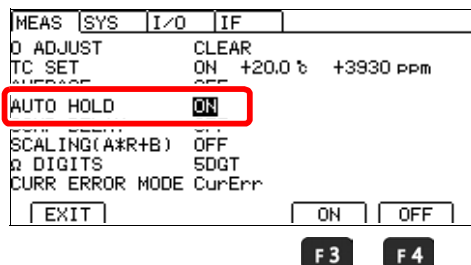 MEAS SYS I/O IF
0 ADJUST CLEAR
TC SET ON +20.0 ℃ +3930 ppm
AUTO HOLD ON
SCALING(A*R+B) OFF
Ω DIGITS 5DGT
CURR ERROR MODE CurErr
EXIT ON OFF
F3 F4